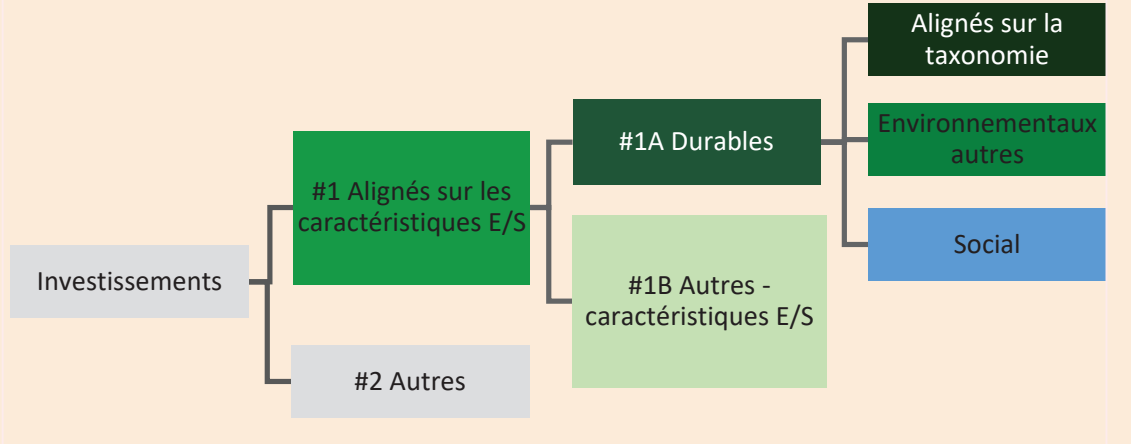 Investissements
#1 Alignés sur les
caractéristiques E/S
#2 Autres
#1A Durables
#1B Autres -
caractéristiques E/S
Alignés sur la
taxonomie
Environnementaux
autres
Social